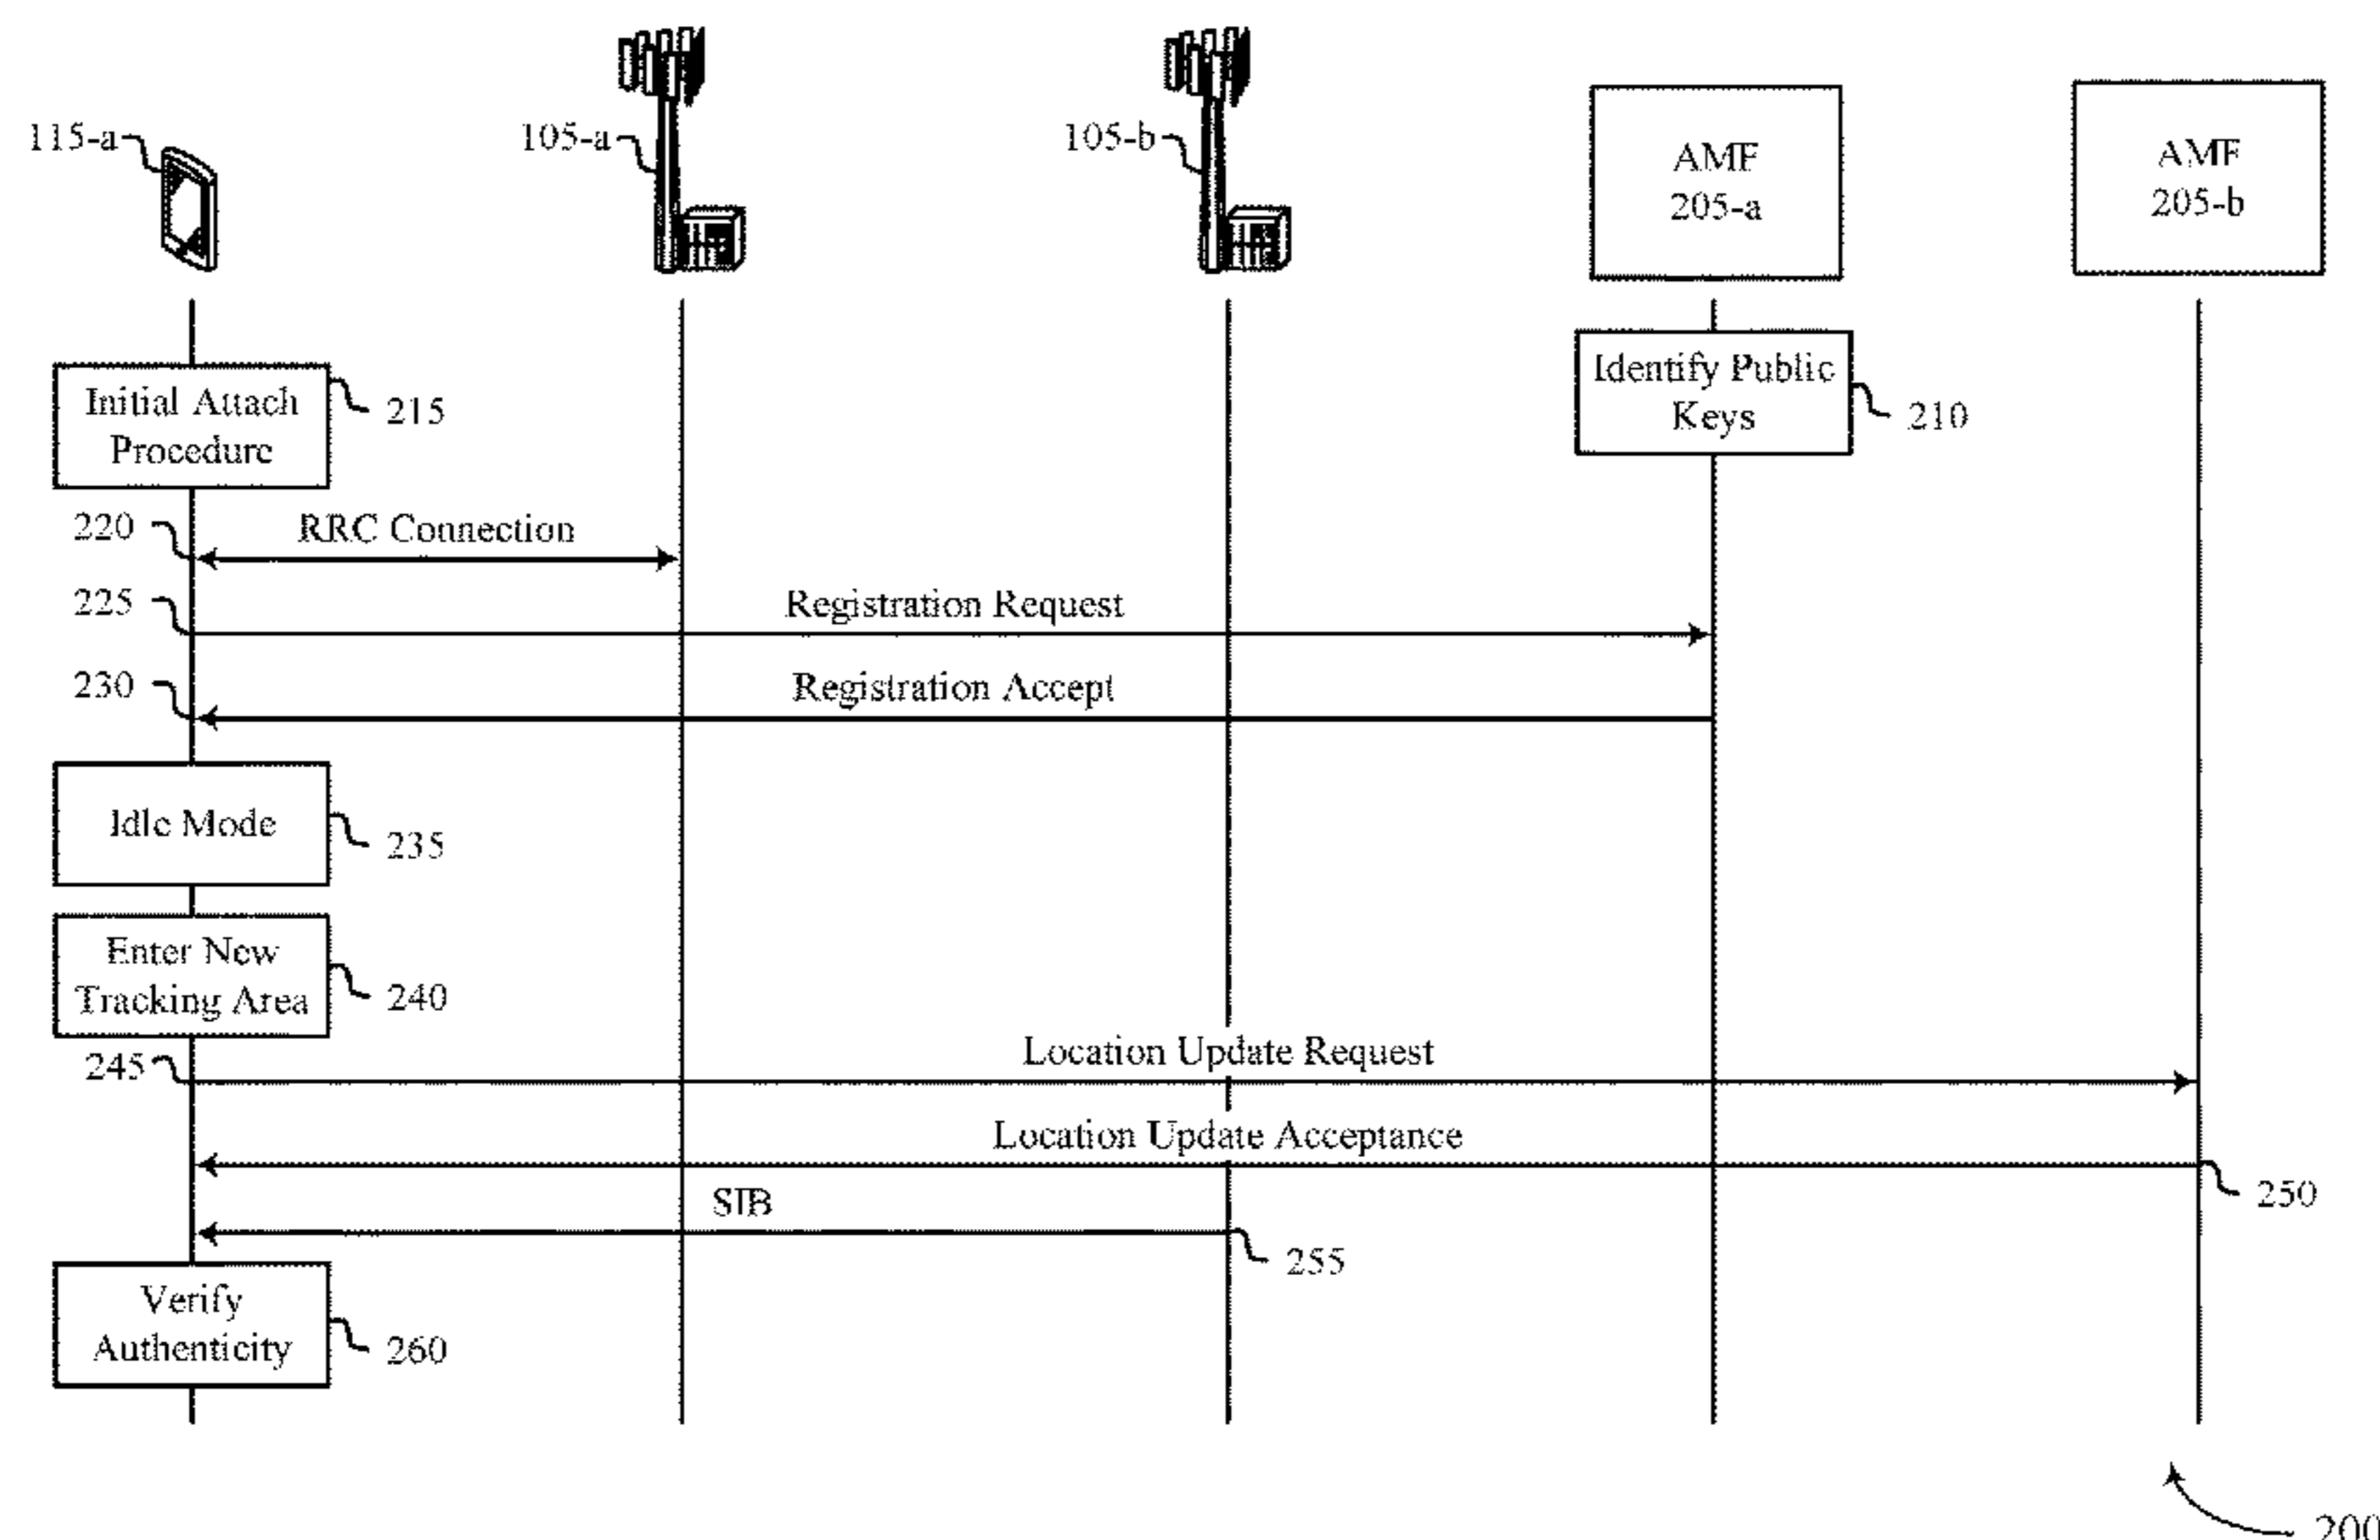 115-a
105-a
105-b
AMF
205-a
AMF
205-b
Initial Attach
Procedure
215
Identify Public
Keys
210
220
RRC Connection
225
Registration Request
230
Registration Accept
Idle Mode
235
Enter New
Tracking Area
240
245
Location Update Request
Location Update Acceptance
250
SIB
255
Verify
Authenticity
260
200